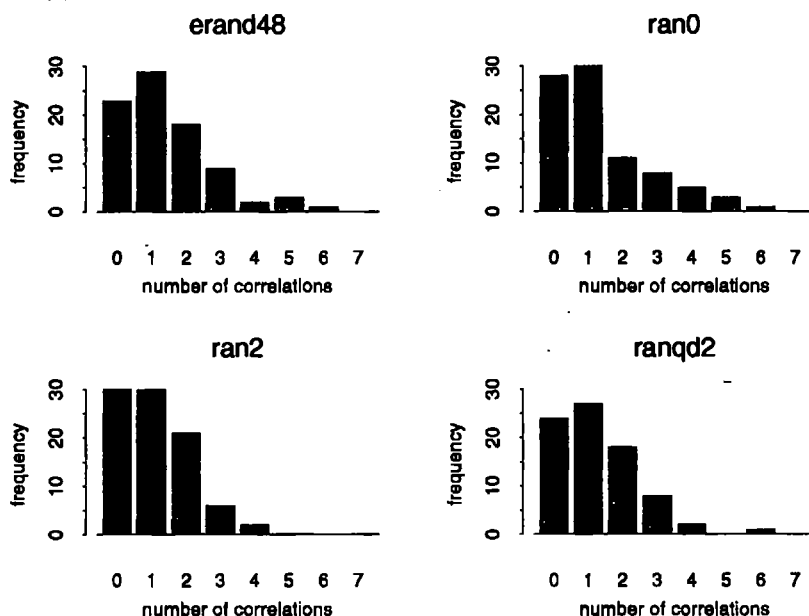 erand48
frequency
0 10 20 30
0 1 2 3 4 5 6 7
number of correlations
ran0
frequency
0 10 20 30
0 1 2 3 4 5 6 7
number of correlations
ran2
frequency
0 10 20 30
0 1 2 3 4 5 6 7
number of correlations
ranqd2
frequency
0 10 20 30
0 1 2 3 4 5 6 7
number of correlations